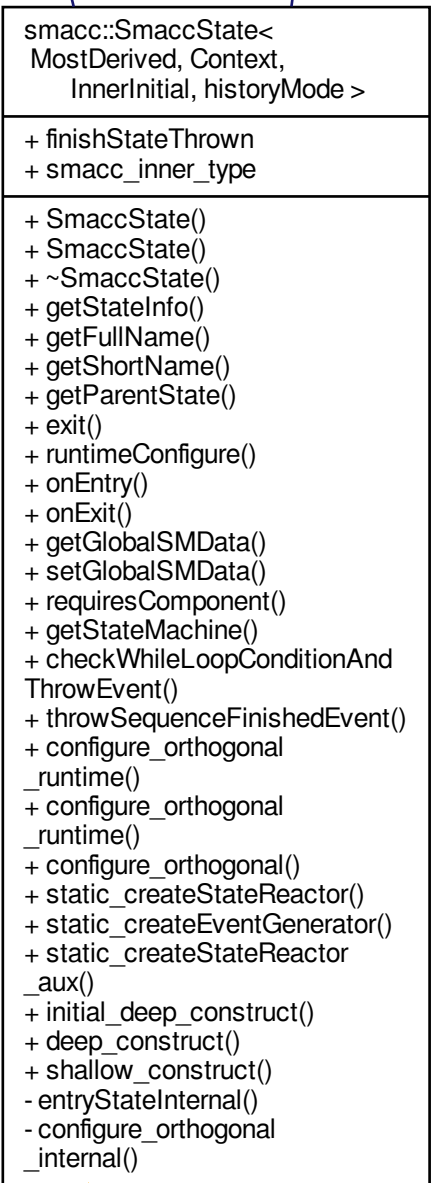 smacc::SmaccState<
MostDerived, Context,
InnerInitial, historyMode >
+ finishStateThrown
+ smacc_inner_type
+ SmaccState()
+ SmaccState()
+ ~SmaccState()
+ getStateInfo()
+ getFullName()
+ getShortName()
+ getParentState()
+ exit()
+ runtimeConfigure()
+ onEntry()
+ onExit()
+ getGlobalSMData()
+ setGlobalSMData()
+ requiresComponent()
+ getStateMachine()
+ checkWhileLoopConditionAnd
ThrowEvent()
+ throwSequenceFinishedEvent()
+ configure_orthogonal
_runtime()
+ configure_orthogonal
_runtime()
+ configure_orthogonal()
+ static_createStateReactor()
+ static_createEventGenerator()
+ static_createStateReactor
_aux()
+ initial_deep_construct()
+ deep_construct()
+ shallow_construct()
- entryStateInternal()
- configure_orthogonal
_internal()